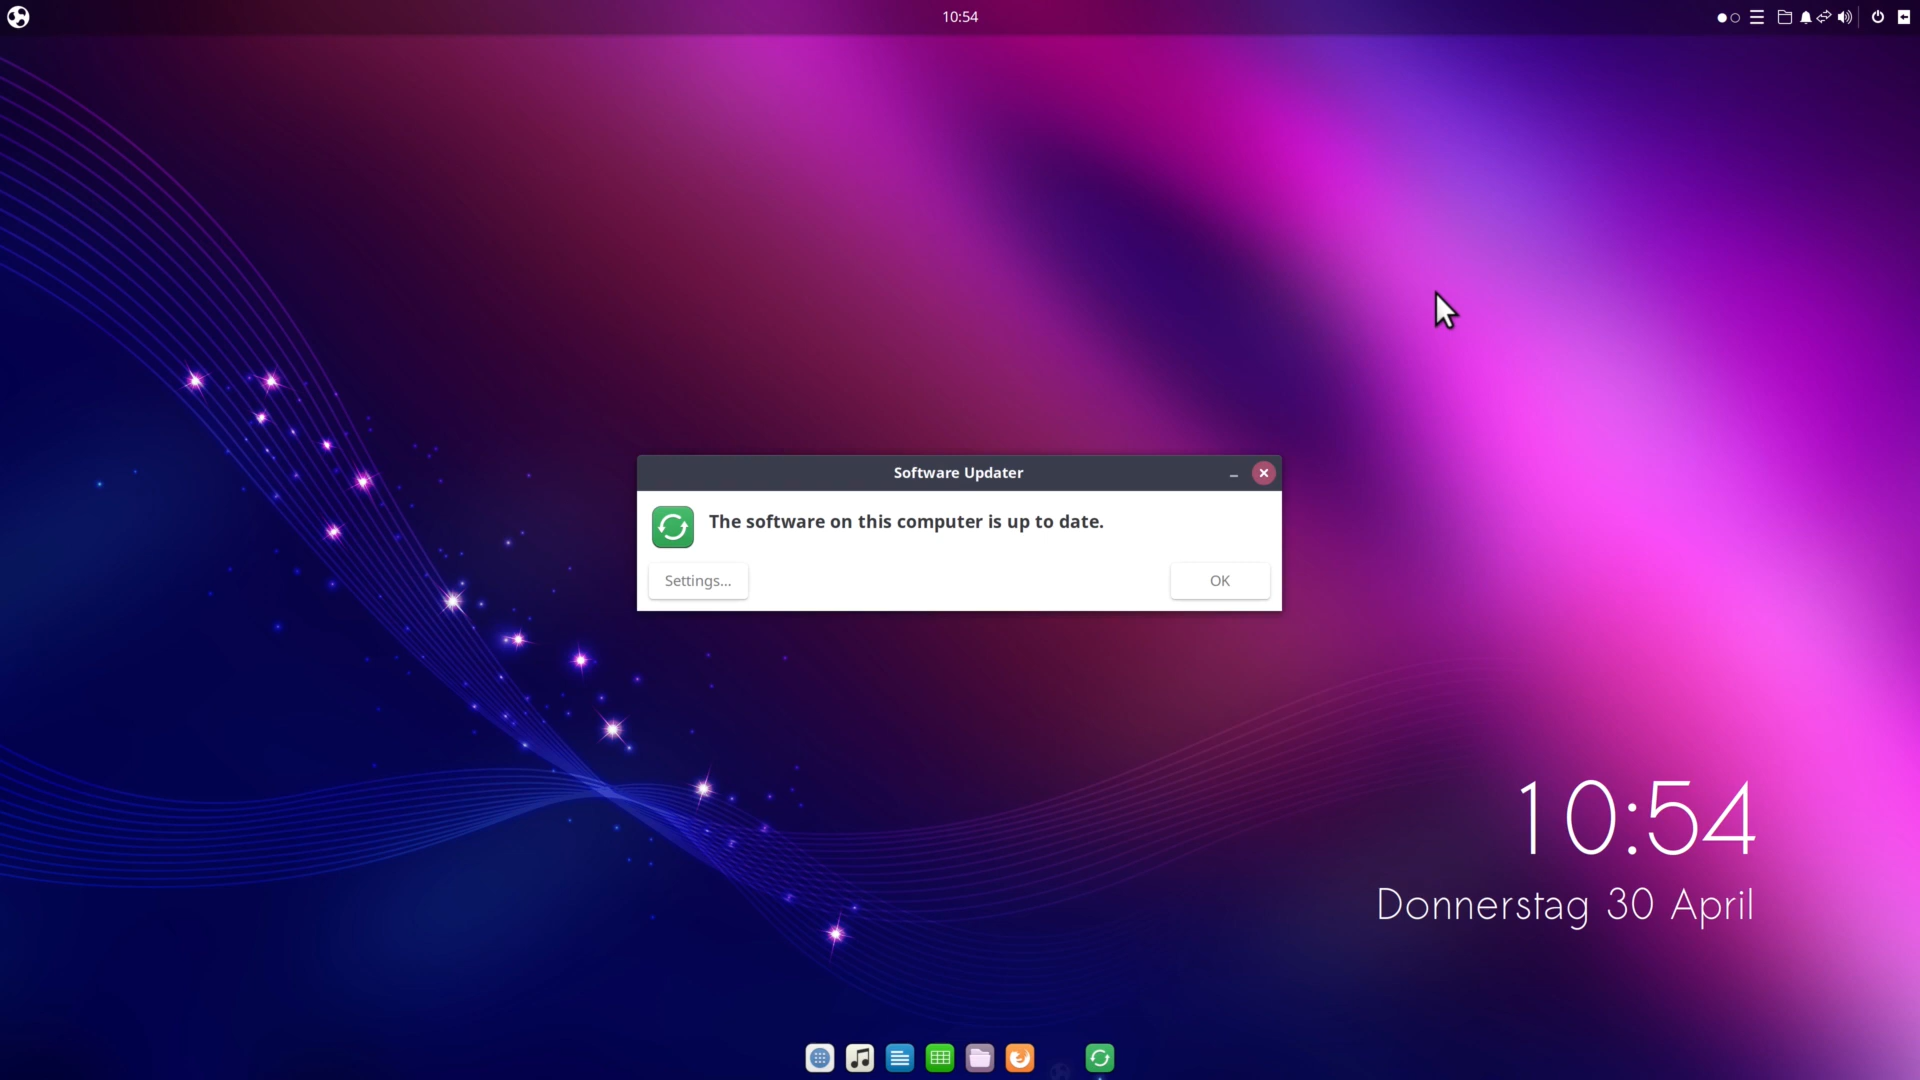 10:54
Software Updater
The software on this computer is up to date.
Settings...
OK
10:54
Donnerstag 30 April